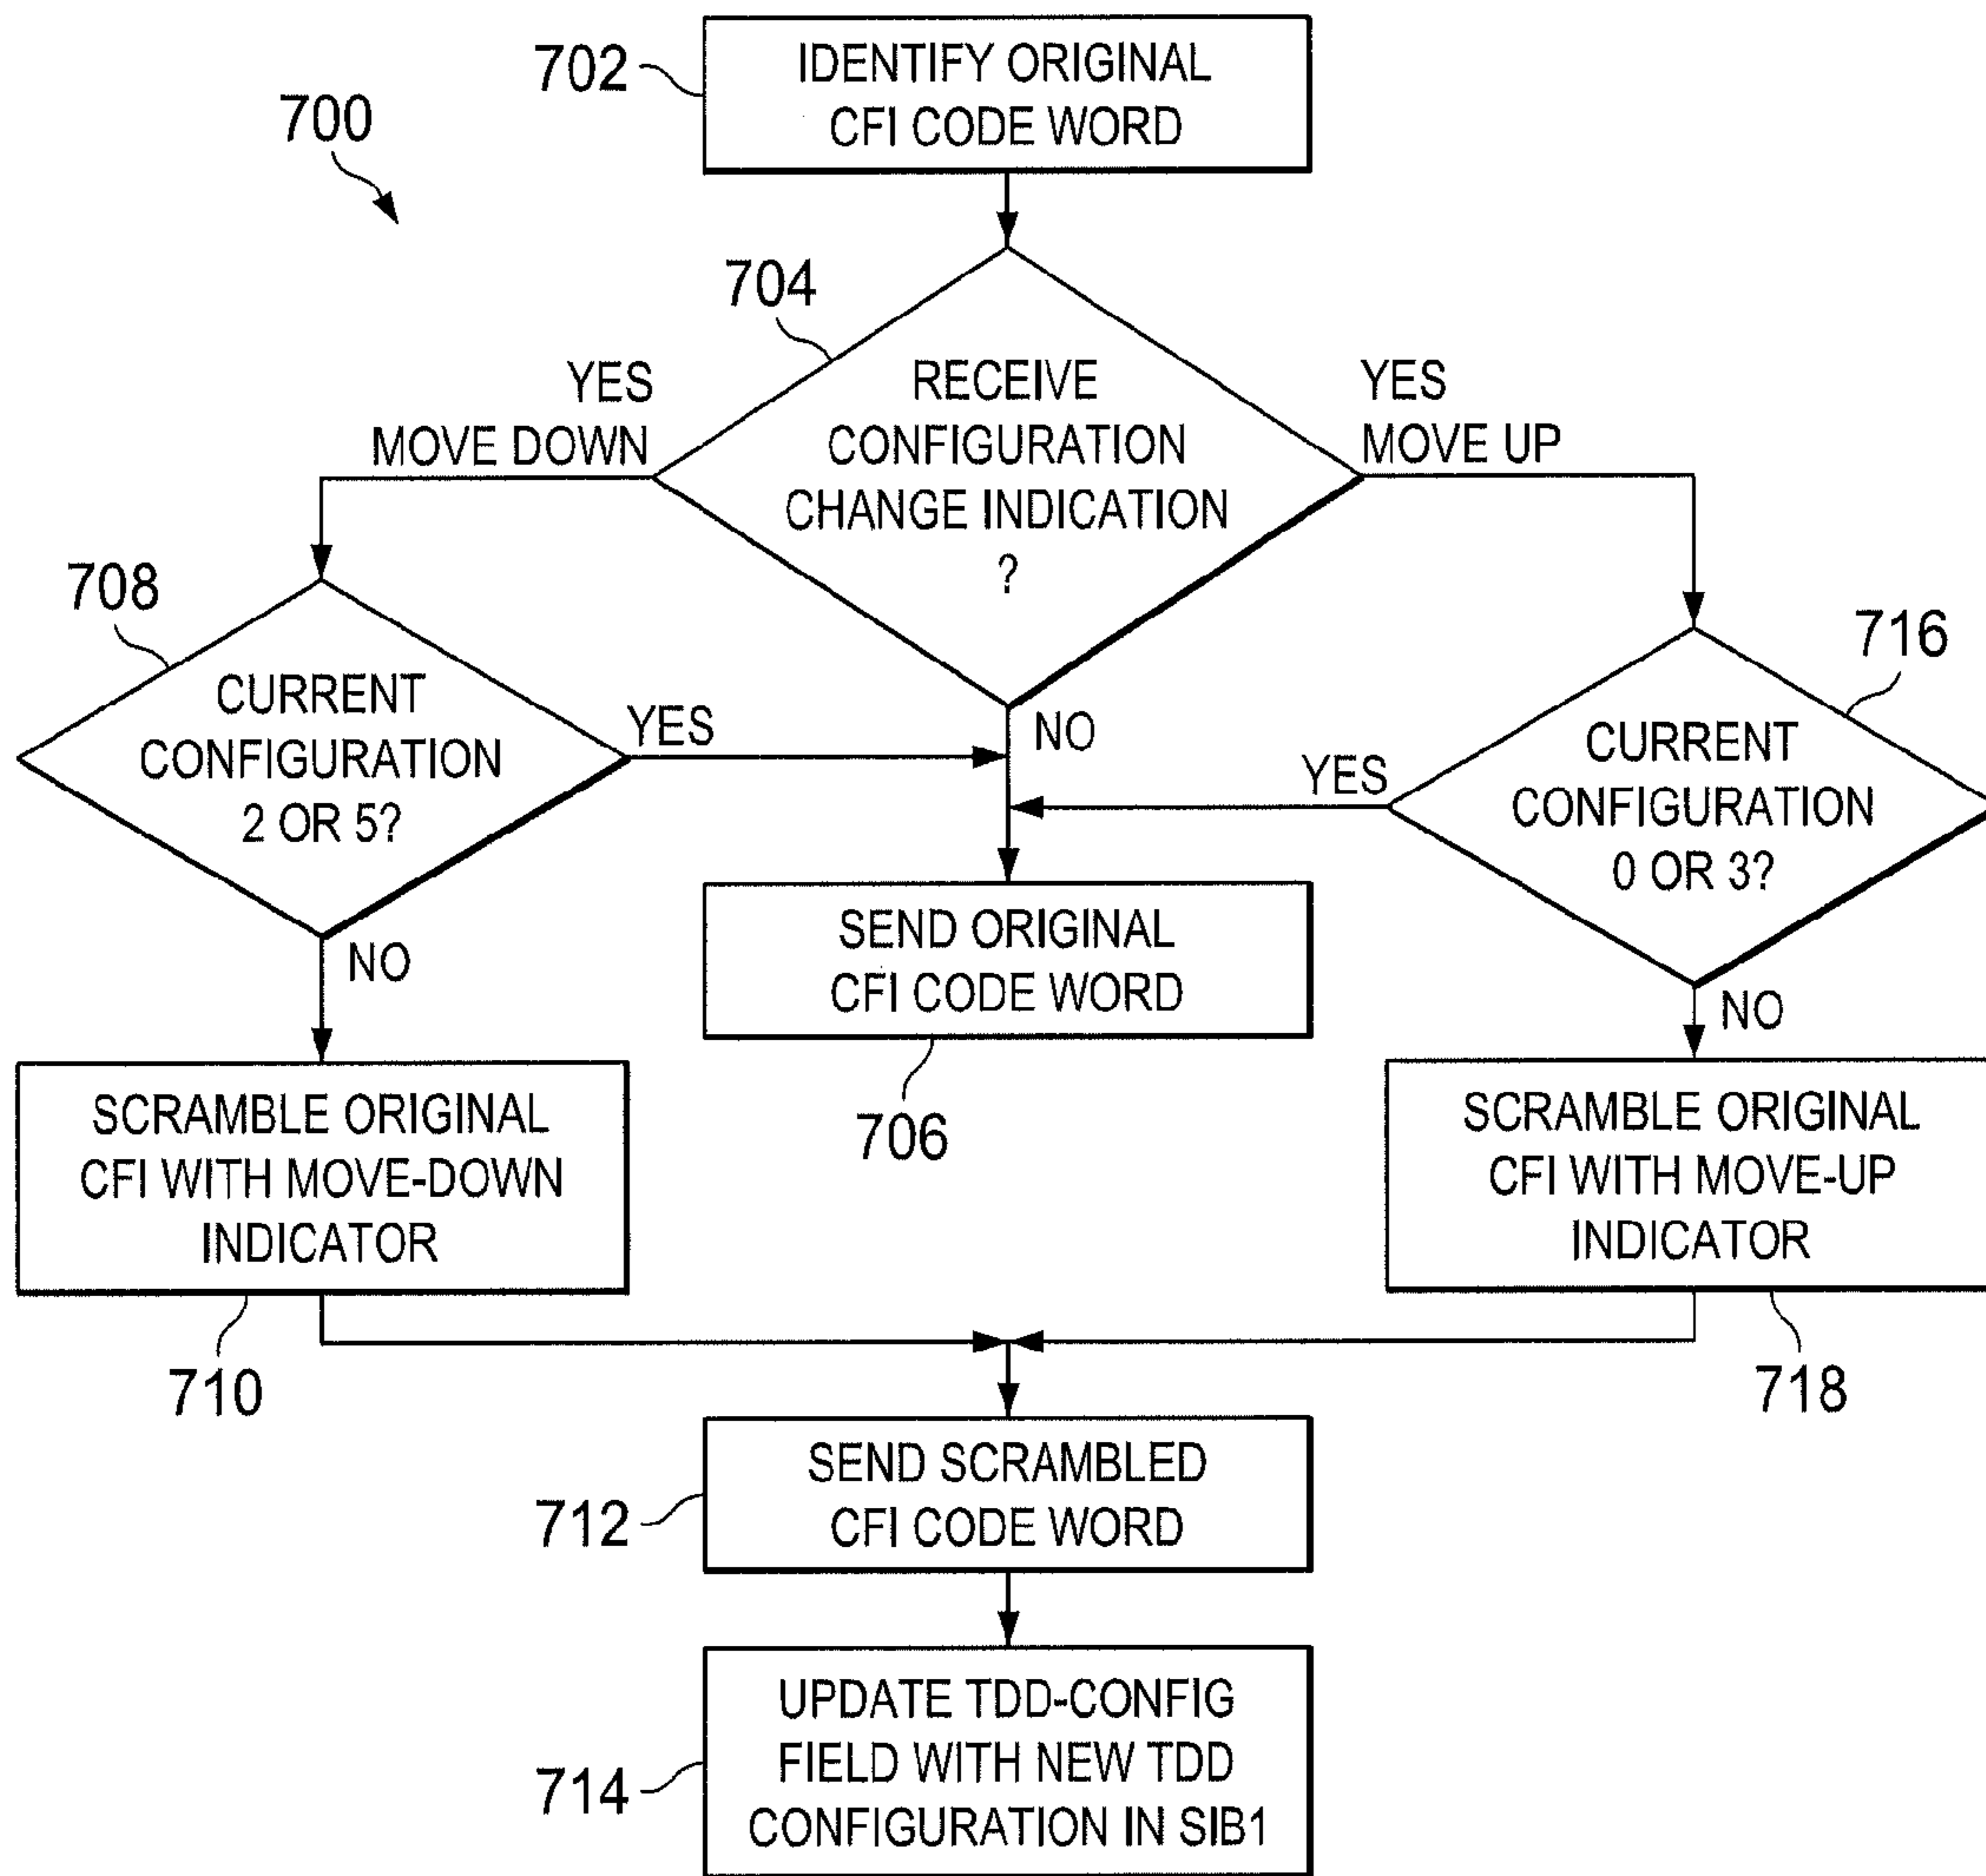 702
IDENTIFY ORIGINAL
CFI CODE WORD
700
704
RECEIVE
CONFIGURATION
CHANGE INDICATION
?
YES
MOVE DOWN
YES
MOVE UP
NO
708
CURRENT
CONFIGURATION
2 OR 5?
YES
NO
716
CURRENT
CONFIGURATION
0 OR 3?
YES
NO
SEND ORIGINAL
CFI CODE WORD
706
SCRAMBLE ORIGINAL
CFI WITH MOVE-DOWN
INDICATOR
710
SCRAMBLE ORIGINAL
CFI WITH MOVE-UP
INDICATOR
718
712
SEND SCRAMBLED
CFI CODE WORD
714
UPDATE TDD-CONFIG
FIELD WITH NEW TDD
CONFIGURATION IN SIB1